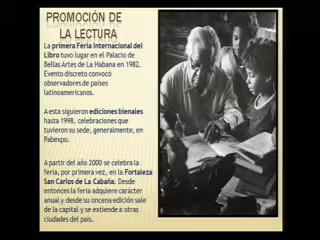 PROMOCIÓN DE
LA LECTURA
La primera Feria Internacional del
Libro tuvo lugar en el Palacio de
Bellas Artes de La Habana en 1982.
Evento discreto convocó
observadores de países
latinoamericanos.
A esta siguieron ediciones bienales
hasta 1998, celebraciones que
tuvieron su sede, generalmente, en
Pabexpo.
A partir del año 2000 se celebra la
feria, por primera vez, en la Fortaleza
San Carlos de La Cabaña. Desde
entonces la feria adquiere carácter
anual y desde su oncena edición sale
de la capital y se extiende a otras
ciudades del país.